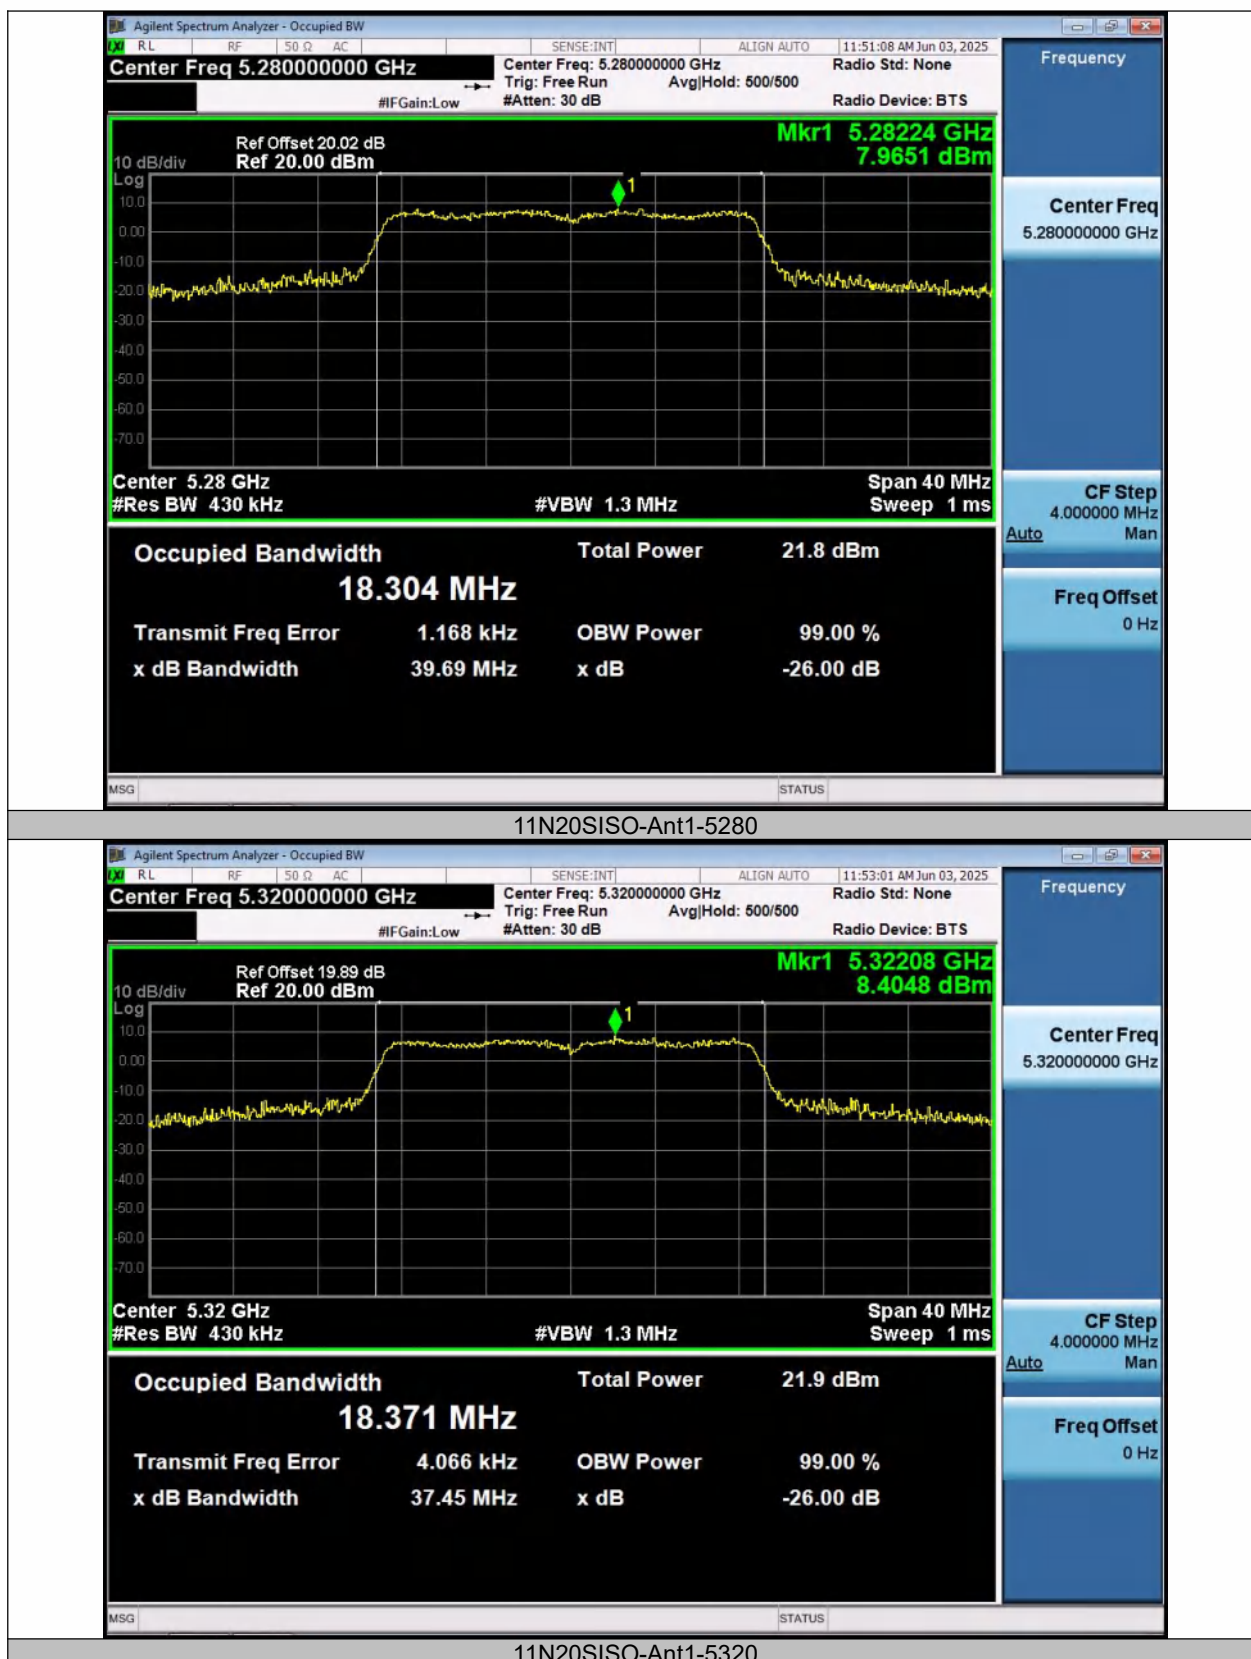 Agilent Spectrum Analyzer - Occupied BW
LXI RL RF 50 Ω AC SENSE:INT ALIGN AUTO 11:51:08 AM Jun 03, 2025
Center Freq 5.280000000 GHz
Center Freq: 5.280000000 GHz Radio Std: None
Trig: Free Run Avg|Hold: 500/500
#IFGain:Low #Atten: 30 dB Radio Device: BTS
Mkr1 5.28224 GHz
7.9651 dBm
Ref Offset 20.02 dB
10 dB/div Ref 20.00 dBm
Log
10.0
0.00
-10.0
-20.0
-30.0
-40.0
-50.0
-60.0
-70.0
1
Center 5.28 GHz Span 40 MHz
#Res BW 430 kHz #VBW 1.3 MHz Sweep 1 ms
Occupied Bandwidth Total Power 21.8 dBm
18.304 MHz
Transmit Freq Error 1.168 kHz OBW Power 99.00 %
x dB Bandwidth 39.69 MHz x dB -26.00 dB
MSG STATUS
Frequency
Center Freq
5.280000000 GHz
CF Step
4.000000 MHz
Auto Man
Freq Offset
0 Hz
11N20SISO-Ant1-5280
Agilent Spectrum Analyzer - Occupied BW
LXI RL RF 50 Ω AC SENSE:INT ALIGN AUTO 11:53:01 AM Jun 03, 2025
Center Freq 5.320000000 GHz
Center Freq: 5.320000000 GHz Radio Std: None
Trig: Free Run Avg|Hold: 500/500
#IFGain:Low #Atten: 30 dB Radio Device: BTS
Mkr1 5.32208 GHz
8.4048 dBm
Ref Offset 19.89 dB
10 dB/div Ref 20.00 dBm
Log
10.0
0.00
-10.0
-20.0
-30.0
-40.0
-50.0
-60.0
-70.0
1
Center 5.32 GHz Span 40 MHz
#Res BW 430 kHz #VBW 1.3 MHz Sweep 1 ms
Occupied Bandwidth Total Power 21.9 dBm
18.371 MHz
Transmit Freq Error 4.066 kHz OBW Power 99.00 %
x dB Bandwidth 37.45 MHz x dB -26.00 dB
MSG STATUS
Frequency
Center Freq
5.320000000 GHz
CF Step
4.000000 MHz
Auto Man
Freq Offset
0 Hz
11N20SISO-Ant1-5320